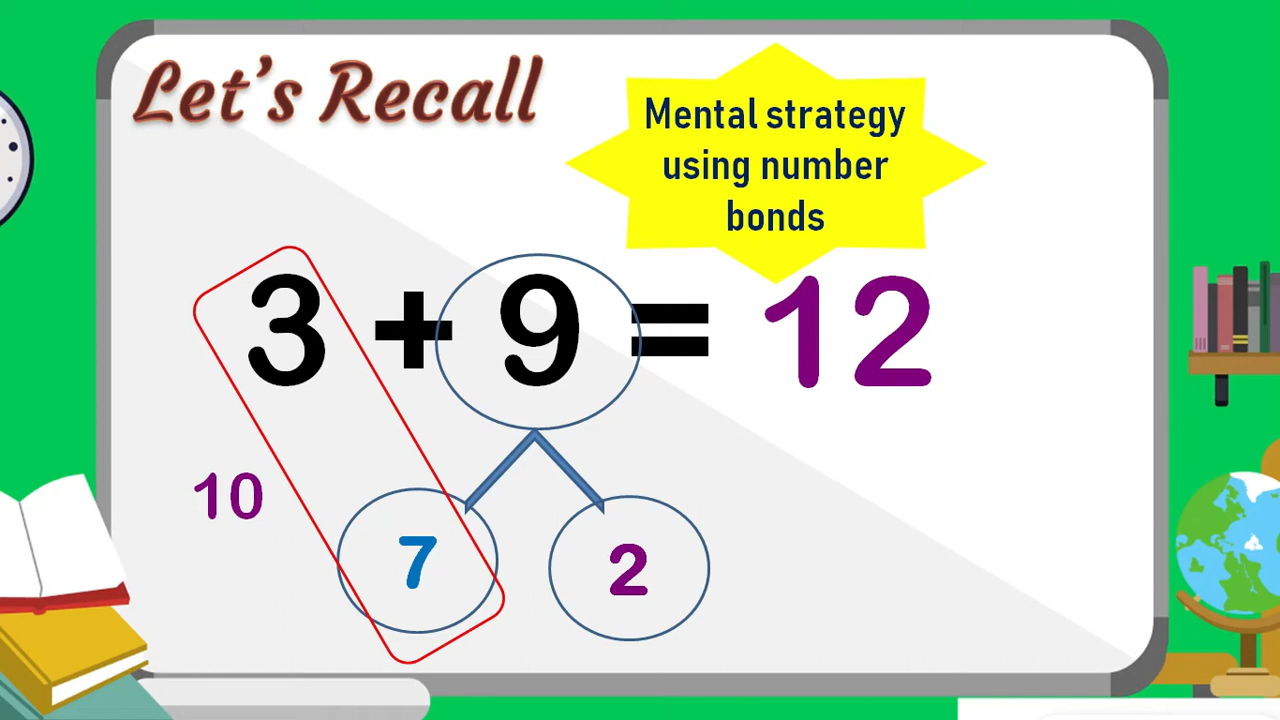 Let's Recall
Mental strategy
using number
bonds
3 + 9 = 12
10
7 2